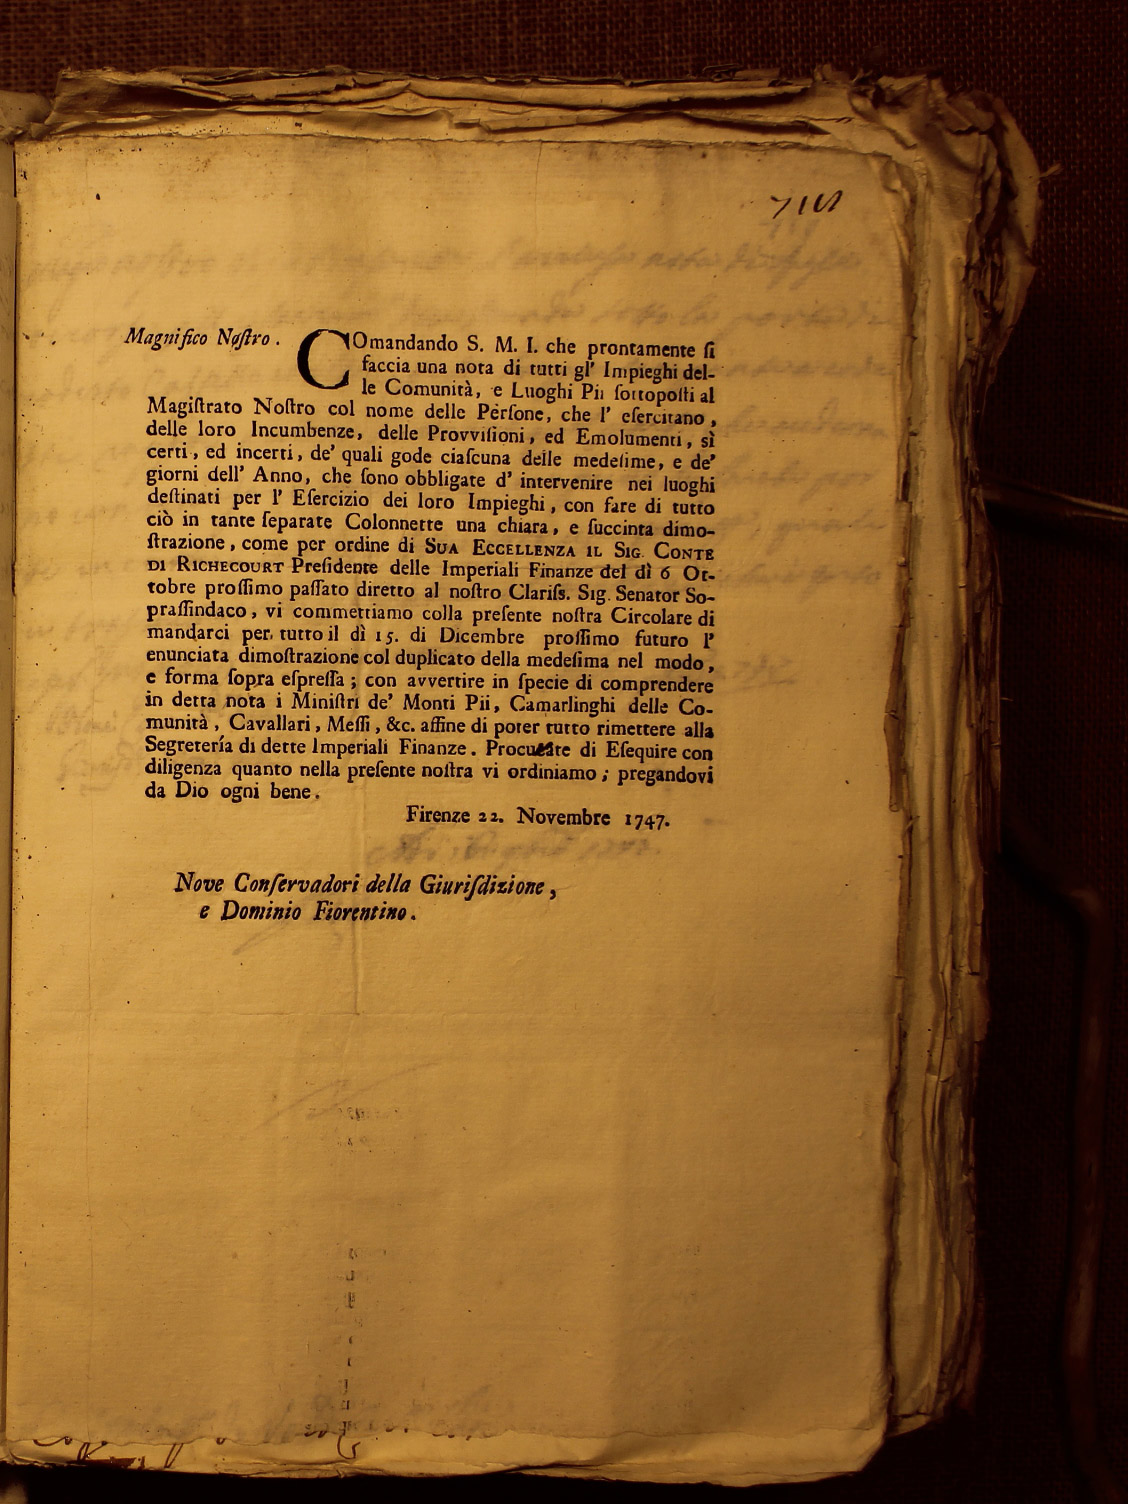 Magnifico Noſtro.
COmandando S. M. I. che prontamente ſi
faccia una nota di tutti gl' Impieghi del-
le Comunità, e Luoghi Pii ſottopoſti al
Magiſtrato Noſtro col nome delle Perſone, che l' eſercitano,
delle loro Incumbenze, delle Provviſioni, ed Emolumenti, sì
certi, ed incerti, de' quali gode ciaſcuna delle medeſime, e de'
giorni dell' Anno, che ſono obbligate d' intervenire nei luoghi
deſtinati per l' Eſercizio dei loro Impieghi, con fare di tutto
ciò in tante ſeparate Colonnette una chiara, e ſuccinta dimo-
ſtrazione, come per ordine di SUA ECCELLENZA IL SIG. CONTE
DI RICHECOURT Preſidente delle Imperiali Finanze del dì 6 Ot-
tobre proſſimo paſſato diretto al noſtro Clariſs. Sig. Senator So-
praſſindaco, vi commettiamo colla preſente noſtra Circolare di
mandarci per tutto il dì 15. di Dicembre proſſimo futuro l'
enunciata dimoſtrazione col duplicato della medeſima nel modo,
e forma ſopra eſpreſſa; con avvertire in ſpecie di comprendere
in detta nota i Miniſtri de' Monti Pii, Camarlinghi delle Co-
munità, Cavallari, Meſſi, &c. affine di poter tutto rimettere alla
Segretería di dette Imperiali Finanze. Procurate di Eſequire con
diligenza quanto nella preſente noſtra vi ordiniamo; pregandovi
da Dio ogni bene.
Firenze 22. Novembre 1747.
Nove Conſervadori della Giuriſdizione,
e Dominio Fiorentino.